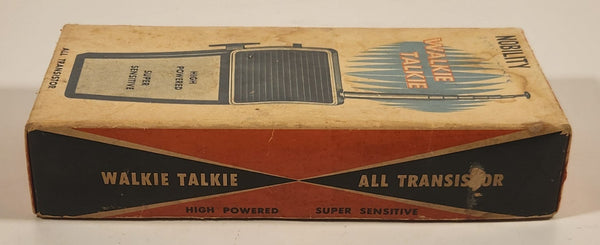 NOBILITY
WALKIE
TALKIE
HIGH
POWERED
SUPER
SENSITIVE
ALL TRANSISTOR
WALKIE TALKIE
ALL TRANSISTOR
HIGH POWERED SUPER SENSITIVE